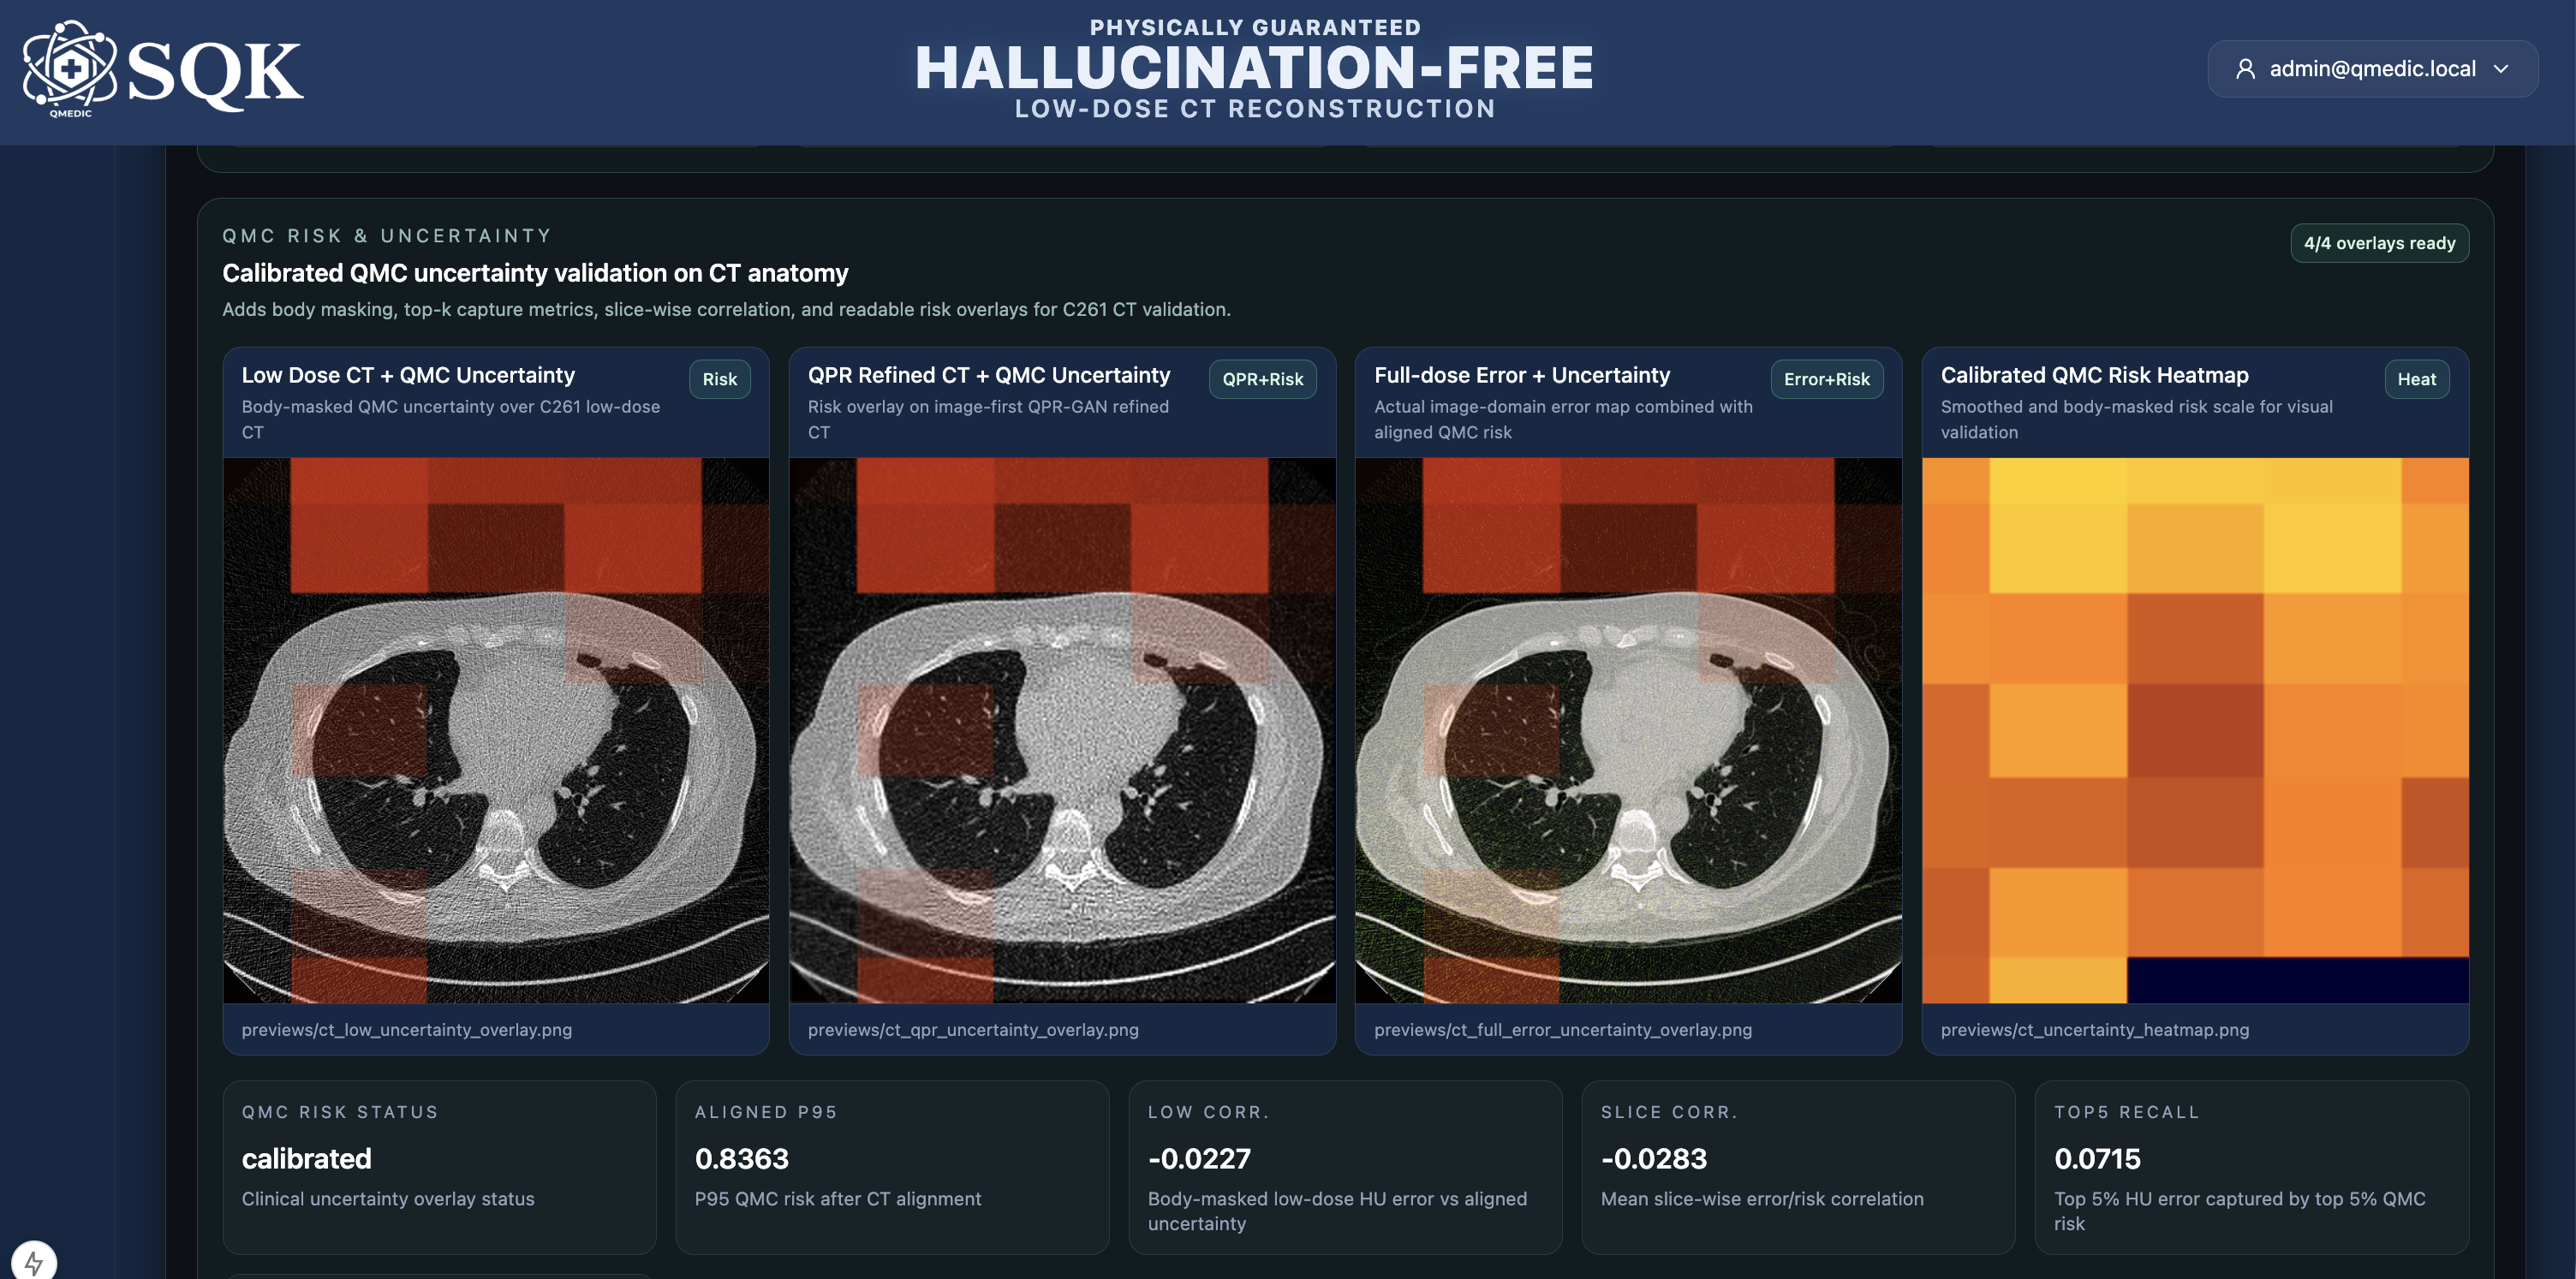 QMEDIC
SQK
PHYSICALLY GUARANTEED
HALLUCINATION-FREE
LOW-DOSE CT RECONSTRUCTION
admin@qmedic.local
QMC RISK & UNCERTAINTY
4/4 overlays ready
Calibrated QMC uncertainty validation on CT anatomy
Adds body masking, top-k capture metrics, slice-wise correlation, and readable risk overlays for C261 CT validation.
Low Dose CT + QMC Uncertainty
Risk
Body-masked QMC uncertainty over C261 low-dose
CT
previews/ct_low_uncertainty_overlay.png
QPR Refined CT + QMC Uncertainty
QPR+Risk
Risk overlay on image-first QPR-GAN refined
CT
previews/ct_qpr_uncertainty_overlay.png
Full-dose Error + Uncertainty
Error+Risk
Actual image-domain error map combined with
aligned QMC risk
previews/ct_full_error_uncertainty_overlay.png
Calibrated QMC Risk Heatmap
Heat
Smoothed and body-masked risk scale for visual
validation
previews/ct_uncertainty_heatmap.png
QMC RISK STATUS
calibrated
Clinical uncertainty overlay status
ALIGNED P95
0.8363
P95 QMC risk after CT alignment
LOW CORR.
-0.0227
Body-masked low-dose HU error vs aligned
uncertainty
SLICE CORR.
-0.0283
Mean slice-wise error/risk correlation
TOP5 RECALL
0.0715
Top 5% HU error captured by top 5% QMC
risk